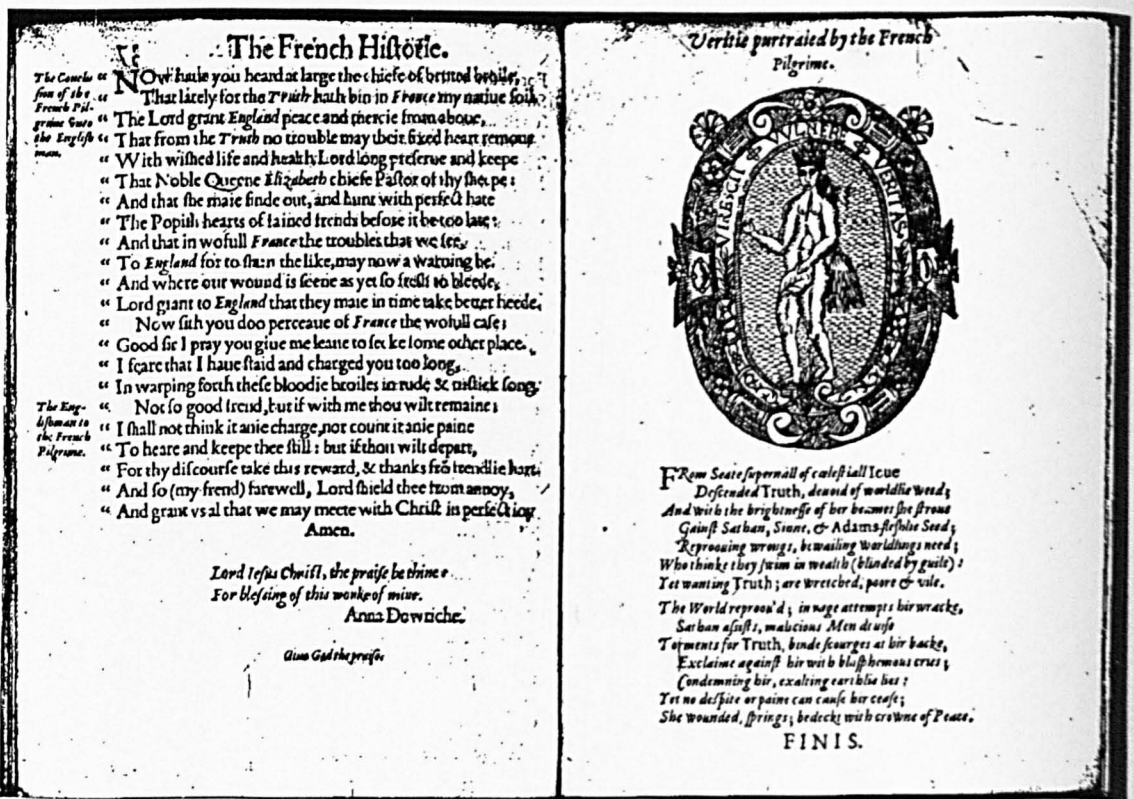 The French Historie.
The Conclusion of the French Pilgrime vnto the Englishman.
“ NOw haue you heard at large the chiefe of bruted broile,
“ That lately for the Truth hath bin in France my natiue soile
“ The Lord grant England peace and mercie from aboue,
“ That from the Truth no trouble may their fixed heart remoue
“ With wished life and health Lord long preserue and keepe
“ That Noble Queene Elizabeth chiefe Pastor of thy sheepe:
“ And that she maie finde out, and hunt with perfect hate
“ The Popish hearts of fained frends before it be too late:
“ And that in wofull France the troubles that we see,
“ To England for to shun the like, may now a warning be.
“ And where our wound is seene as yet so fresh to bleede,
“ Lord grant to England that they maie in time take better heede.
“ Now sith you doo perceaue of France the wofull case;
“ Good sir I pray you giue me leaue to seeke some other place.
“ I feare that I haue staid and charged you too long,
“ In warping forth these bloodie broiles in rude & rustick song.
The Englishman to the French Pilgrime.
“ Not so good frend, but if with me thou wilt remaine;
“ I shall not think it anie charge, nor count it anie paine
“ To heare and keepe thee still: but if thou wilt depart,
“ For thy discourse take this reward, & thanks frō frendlie hart.
“ And so (my frend) farewell, Lord shield thee from annoy,
“ And grant vs al that we may meete with Christ in perfect ioy
Amen.
Lord Iesus Christ, the praise be thine
For blessing of this worke of mine.
Anna Dowriche.
Giue God the praise.
Veritie purtraied by the French
Pilgrime.
VIRESCIT VULNERE VERITAS
FRom Seate supernall of cœlestiall Ioue
Descended Truth, deuoid of worldlie weed;
And with the brightnesse of her beames she stroue
Gainst Sathan, Sinne, & Adams fleshlie Seed;
Reproouing wrongs, bewailing Worldlings need;
Who thinke they swim in wealth (blinded by guile):
Yet wanting Truth; are wretched, poore & vile.
The World reproou'd; in rage attempts hir wracke,
Sathan assists, malicious Men deuise
Torments for Truth, binde scourges at hir backe,
Exclaime against hir with blasphemous cries;
Condemning hir, exalting earthlie lies:
Yet no despite or paine can cause hir cease;
She wounded, springs; bedeckt with crowne of Peace.
FINIS.